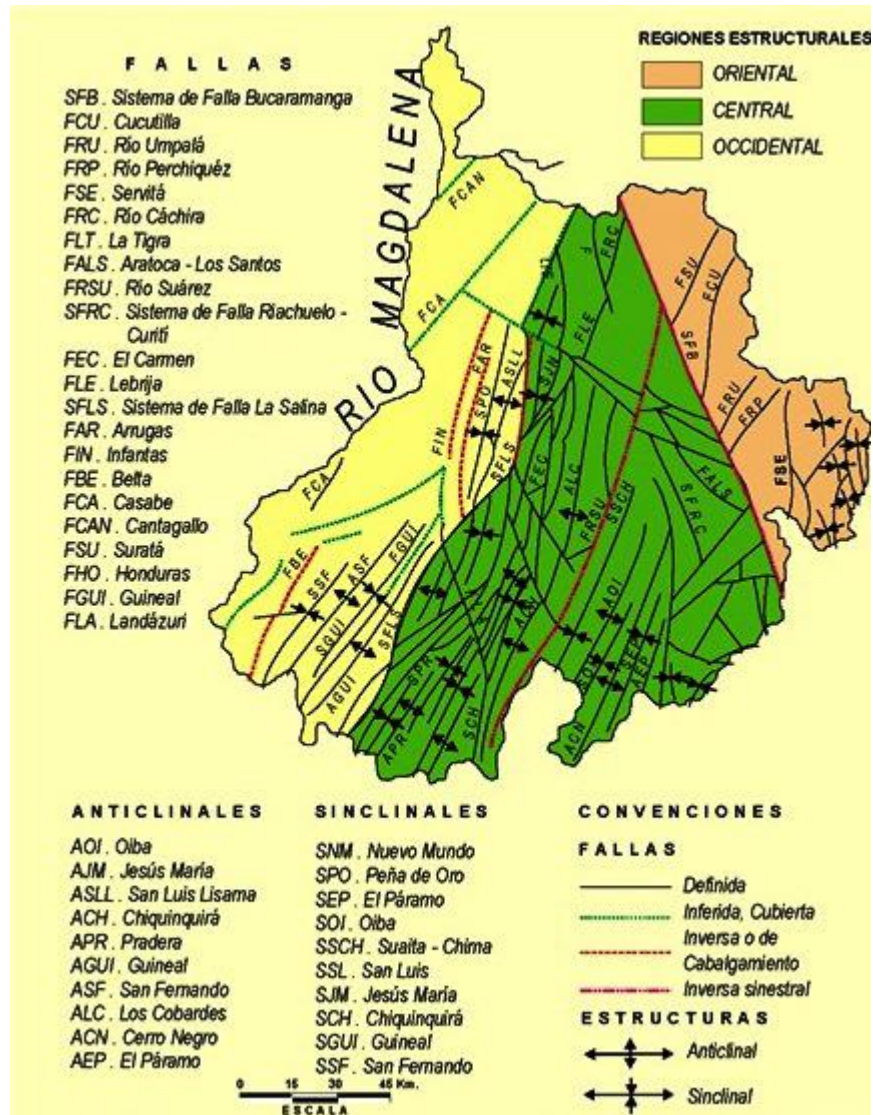 FALLAS
SFB . Sistema de Falla Bucaramanga
FCU . Cucutilla
FRU . Río Umpalá
FRP . Río Perchiquéz
FSE . Servitá
FRC . Río Cáchira
FLT . La Tigra
FALS . Aratoca - Los Santos
FRSU . Río Suárez
SFRC . Sistema de Falla Riachuelo -
Curití
FEC . El Carmen
FLE . Lebrija
SFLS . Sistema de Falla La Salina
FAR . Arrugas
FIN . Infantas
FBE . Betta
FCA . Casabe
FCAN . Cantagallo
FSU . Suratá
FHO . Honduras
FGUI . Guineal
FLA . Landázuri
REGIONES ESTRUCTURALES
ORIENTAL
CENTRAL
OCCIDENTAL
RIO MAGDALENA
FCAN
FRC
FCA
FSU
FCU
FLE
SFB
FAR
ASLL
SPO
SJN
FIN
SFLS
FRU
FRP
FSE
FEC
ALC
FALS
SFRC
FRSU
SSCH
FCA
FBE
SSF
ASF
FGUI
SGUI
SFLS
AGUI
AOI
SOI
SEP
AEP
ACN
SPR
APR
SCH
ANTICLINALES
AOI . Oiba
AJM . Jesús María
ASLL . San Luis Lisama
ACH . Chiquinquirá
APR . Pradera
AGUI . Guineal
ASF . San Fernando
ALC . Los Cobardes
ACN . Cerro Negro
AEP . El Páramo
SINCLINALES
SNM . Nuevo Mundo
SPO . Peña de Oro
SEP . El Páramo
SOI . Oiba
SSCH . Suaita - Chima
SSL . San Luis
SJM . Jesús María
SCH . Chiquinquirá
SGUI . Guineal
SSF . San Fernando
CONVENCIONES
FALLAS
Definida
Inferida, Cubierta
Inversa o de
Cabalgamiento
Inversa sinestral
ESTRUCTURAS
Anticlinal
Sinclinal
0 15 30 45 Km.
ESCALA